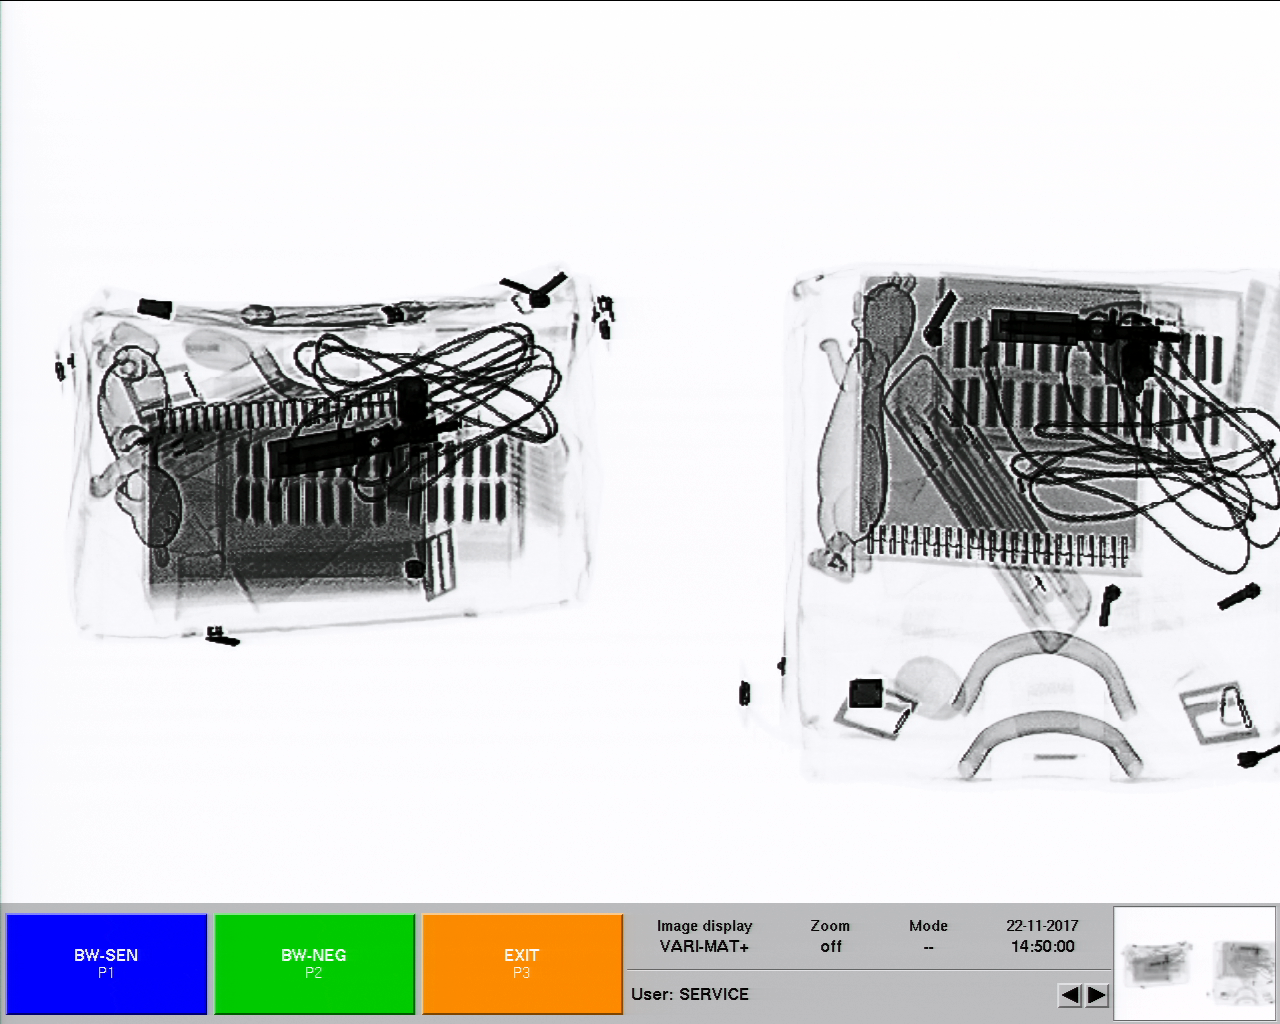 BW-SEN
P1
BW-NEG
P2
EXIT
P3
Image display
VARI-MAT+
Zoom
off
Mode
--
22-11-2017
14:50:00
User: SERVICE